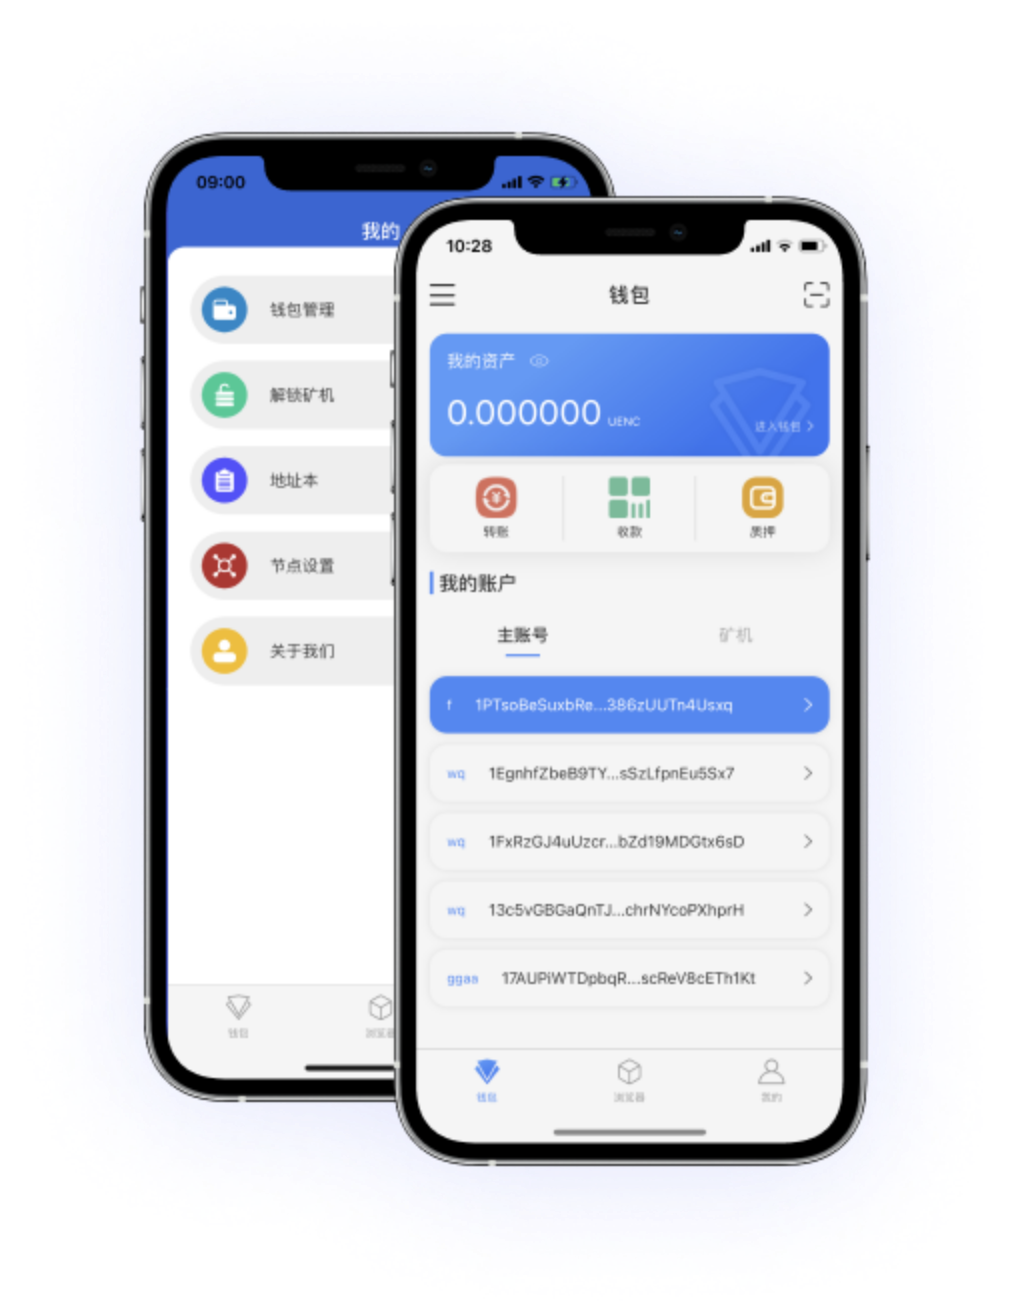 09:00
我的
钱包管理
解锁矿机
地址本
节点设置
关于我们
钱包
浏览器
10:28
钱包
我的资产
0.000000 UENC
进入钱包
转账
收款
质押
我的账户
主账号
矿机
f 1PTsoBeSuxbRe...386zUUTn4Usxq
wq 1EgnhfZbeB9TY...sSzLfpnEu5Sx7
wq 1FxRzGJ4uUzcr...bZd19MDGtx6sD
wq 13c5vGBGaQnTJ...chrNYcoPXhprH
ggaa 17AUPiWTDpbqR...scReV8cETh1Kt
钱包
浏览器
我的